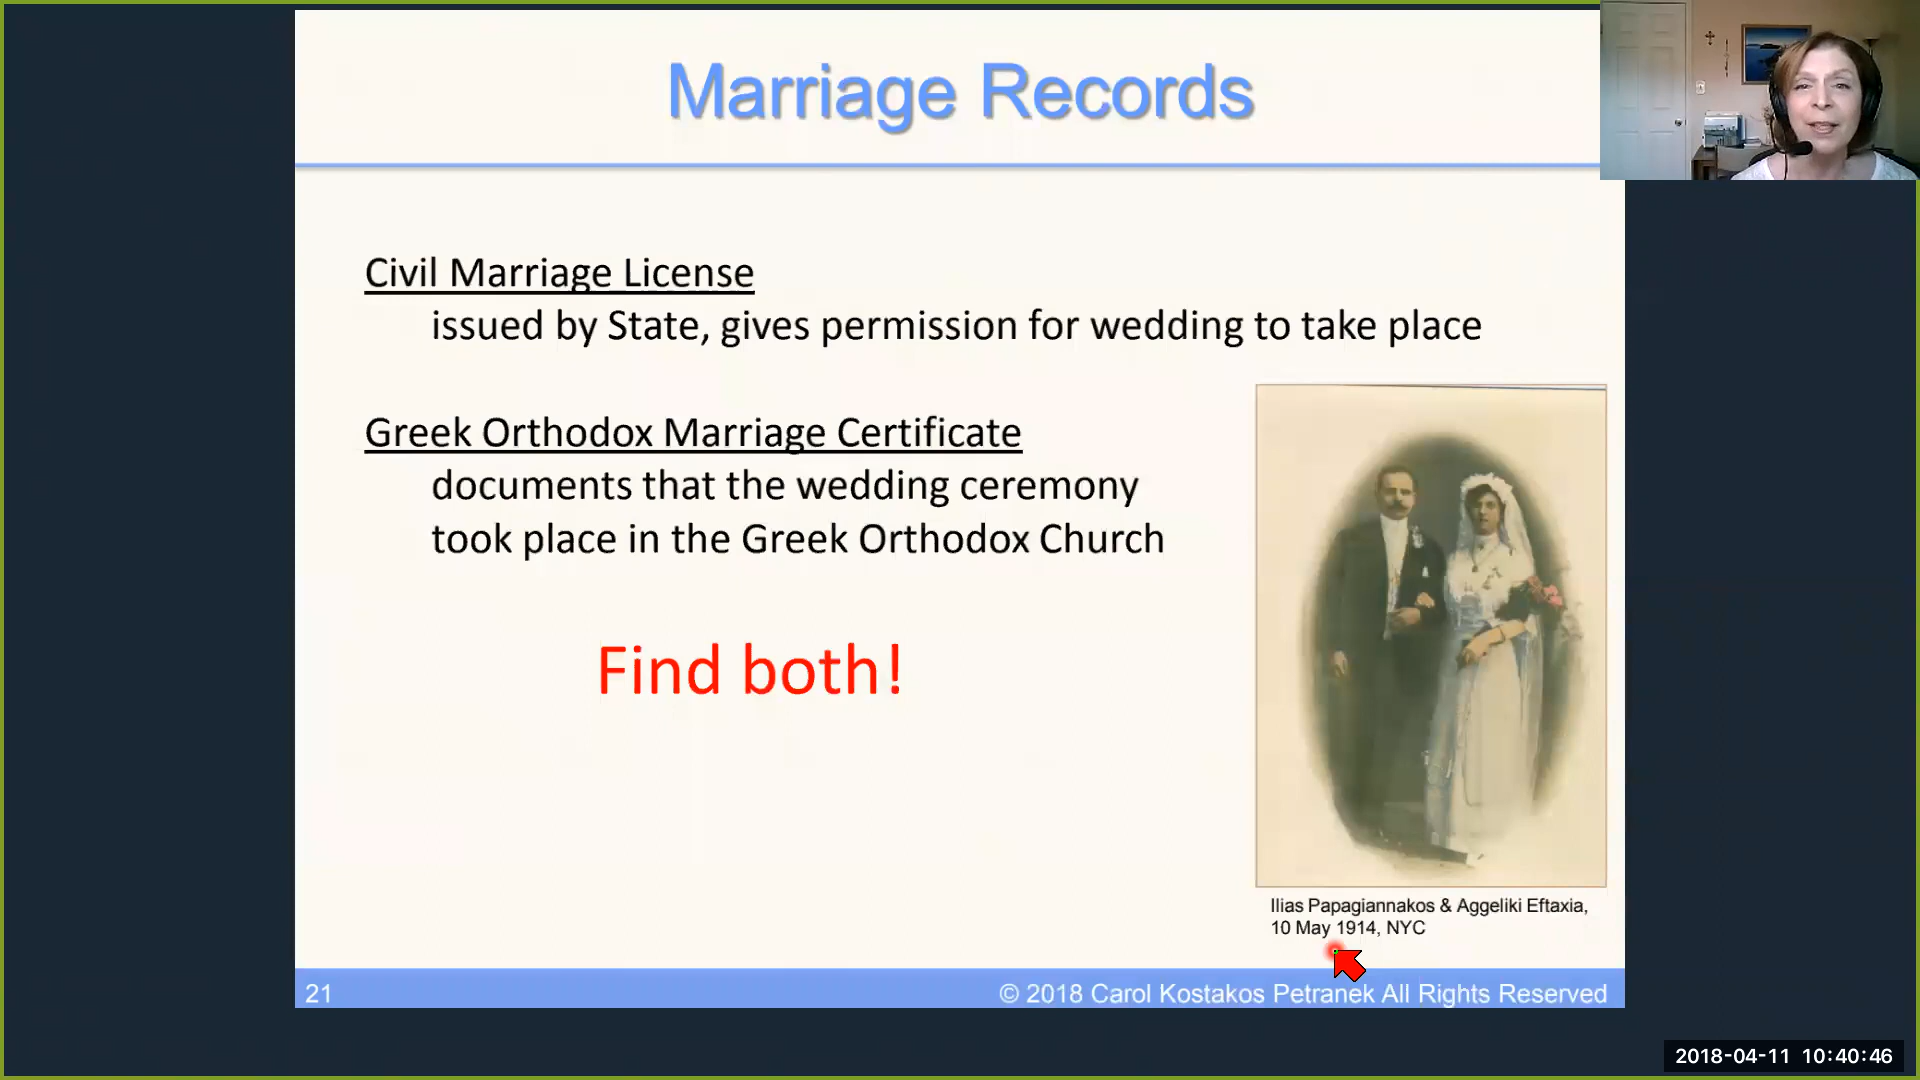 Marriage Records
Civil Marriage License
issued by State, gives permission for wedding to take place
Greek Orthodox Marriage Certificate
documents that the wedding ceremony
took place in the Greek Orthodox Church
Find both!
Ilias Papagiannakos & Aggeliki Eftaxia,
10 May 1914, NYC
21
© 2018 Carol Kostakos Petranek All Rights Reserved
2018-04-11 10:40:46